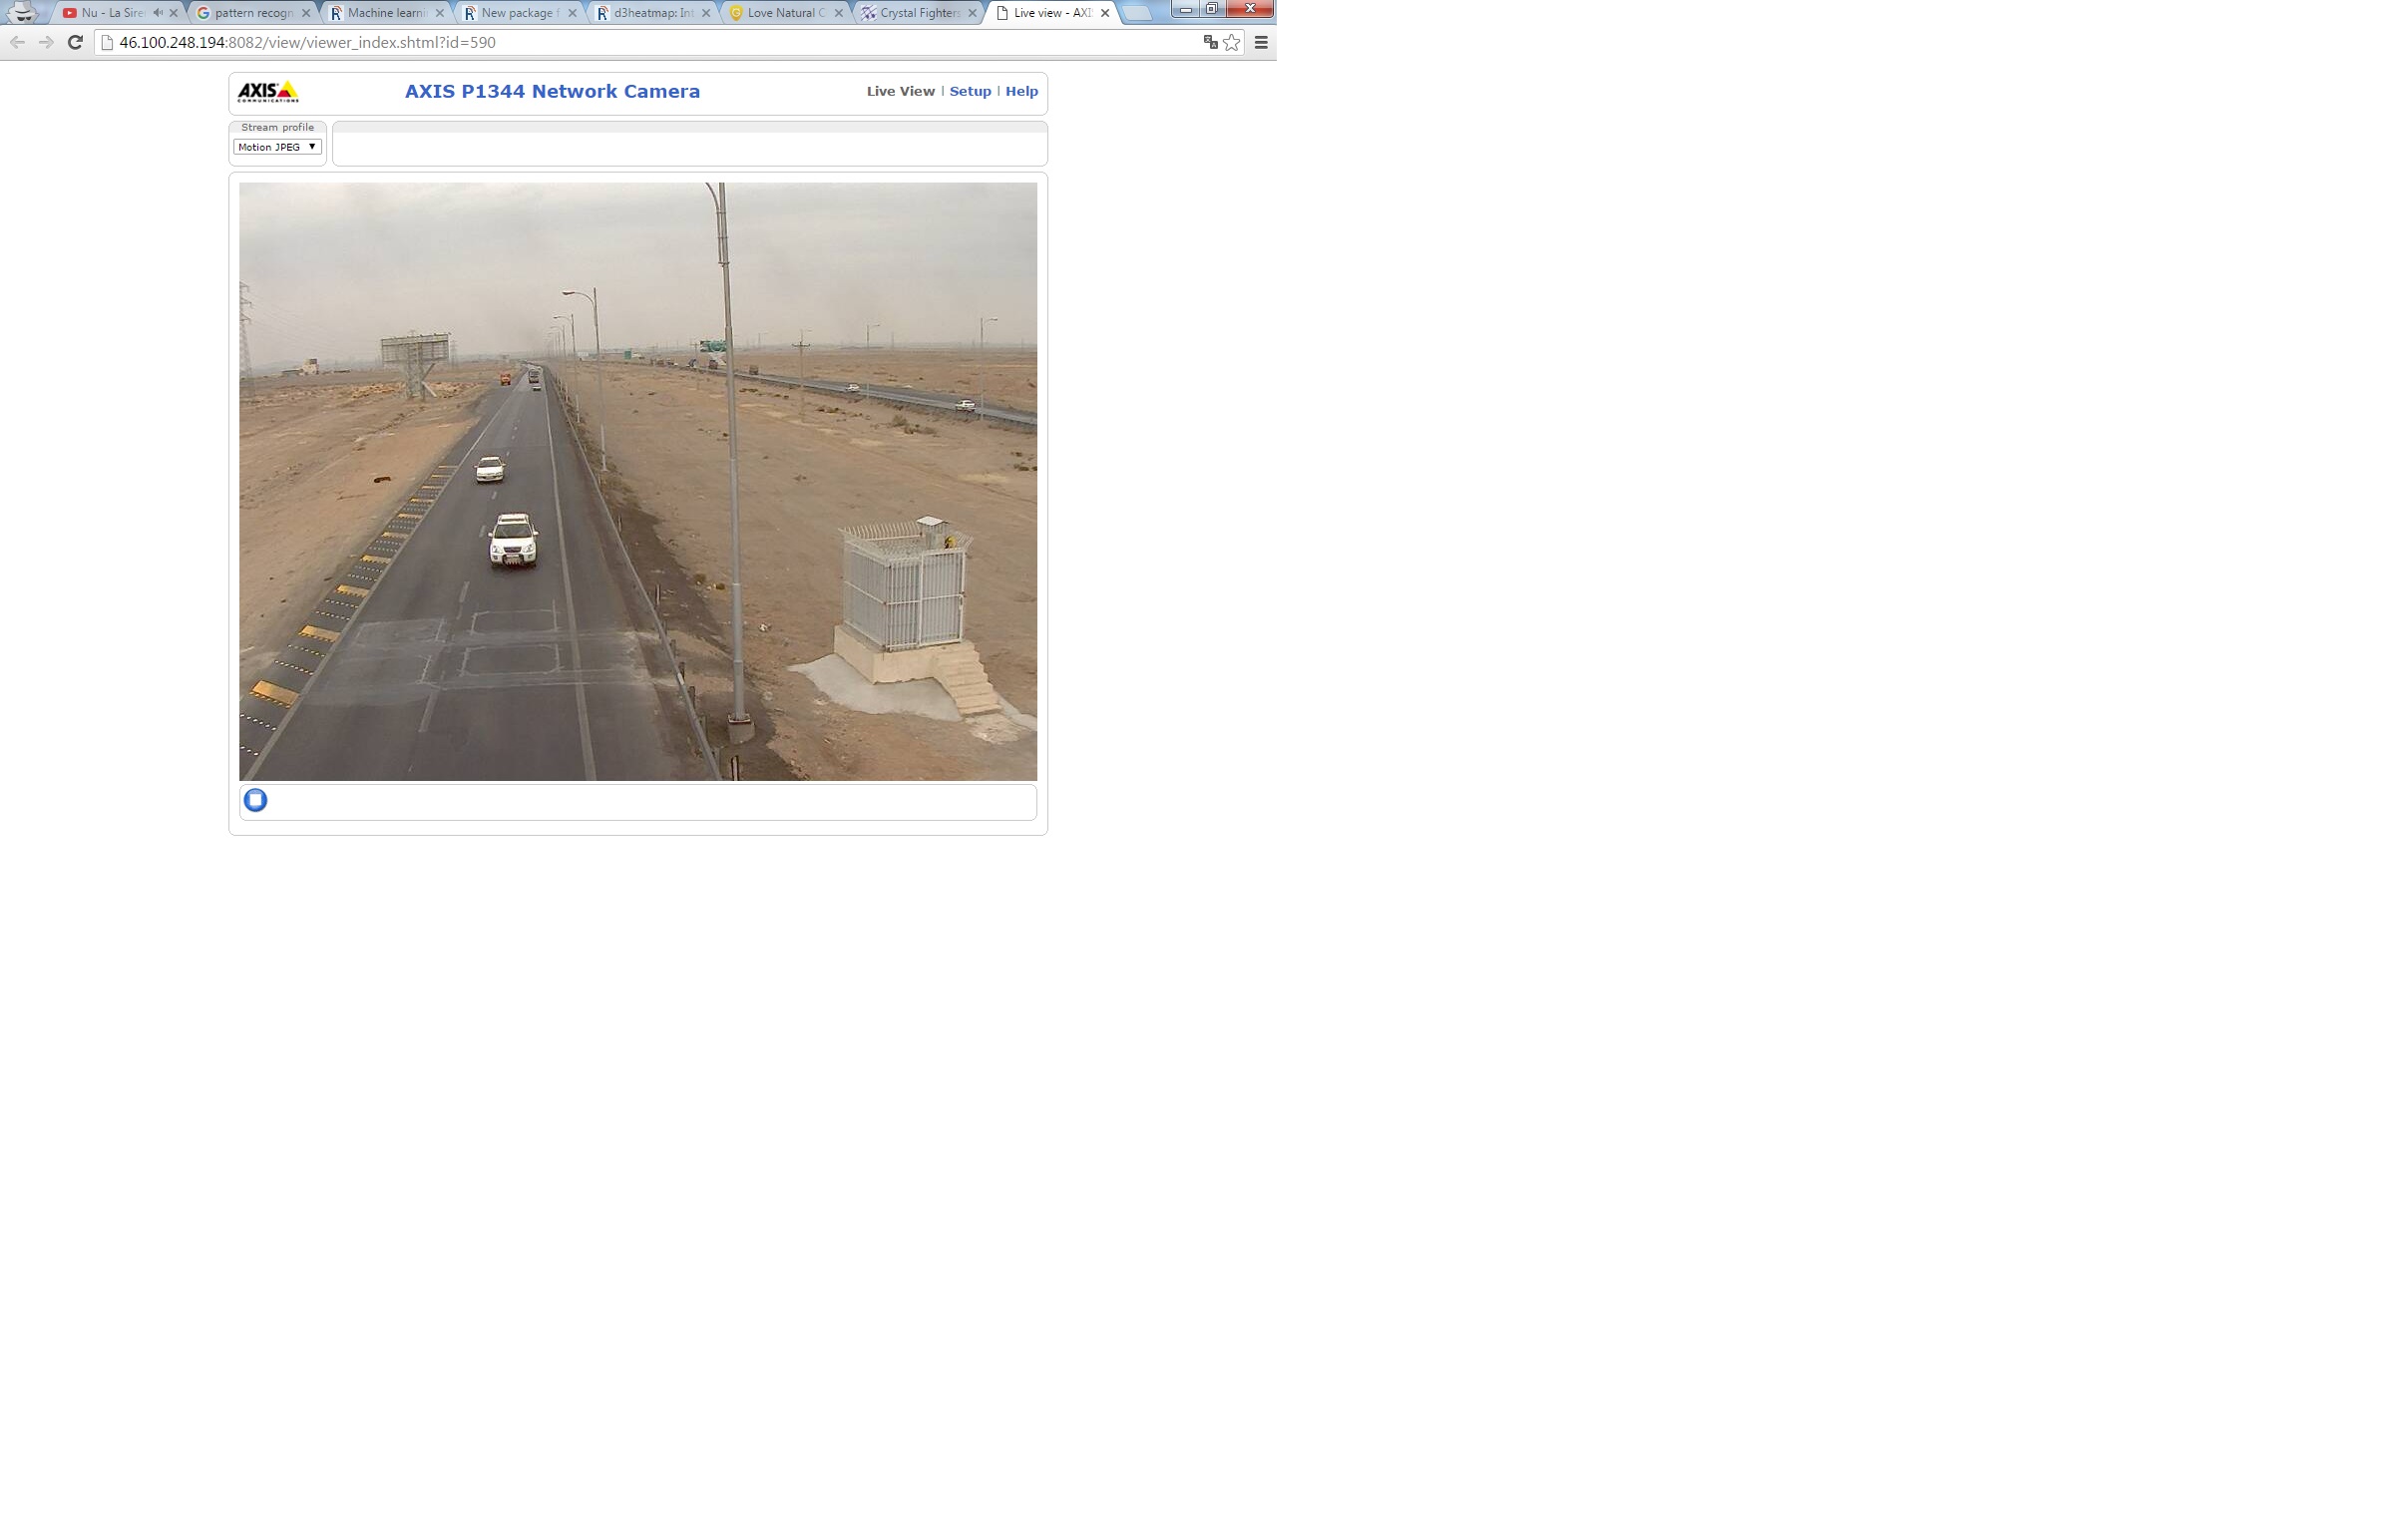 Nu - La Sire
pattern recogn
Machine learni
New package f
d3heatmap: Int
Love Natural C
Crystal Fighters
Live view - AXI
46.100.248.194:8082/view/viewer_index.shtml?id=590
AXIS
COMMUNICATIONS
AXIS P1344 Network Camera
Live View | Setup | Help
Stream profile
Motion JPEG